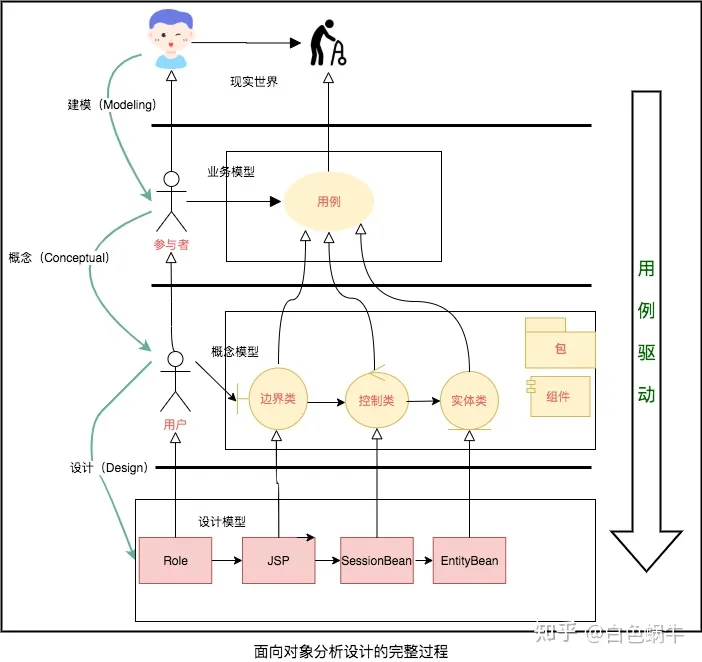 现实世界
建模（Modeling）
业务模型
用例
参与者
概念（Conceptual)
用
例
驱
动
概念模型
包
边界类
控制类
实体类
组件
用户
设计（Design）
设计模型
Role
JSP
SessionBean
EntityBean
知乎 @白色蜗牛
面向对象分析设计的完整过程